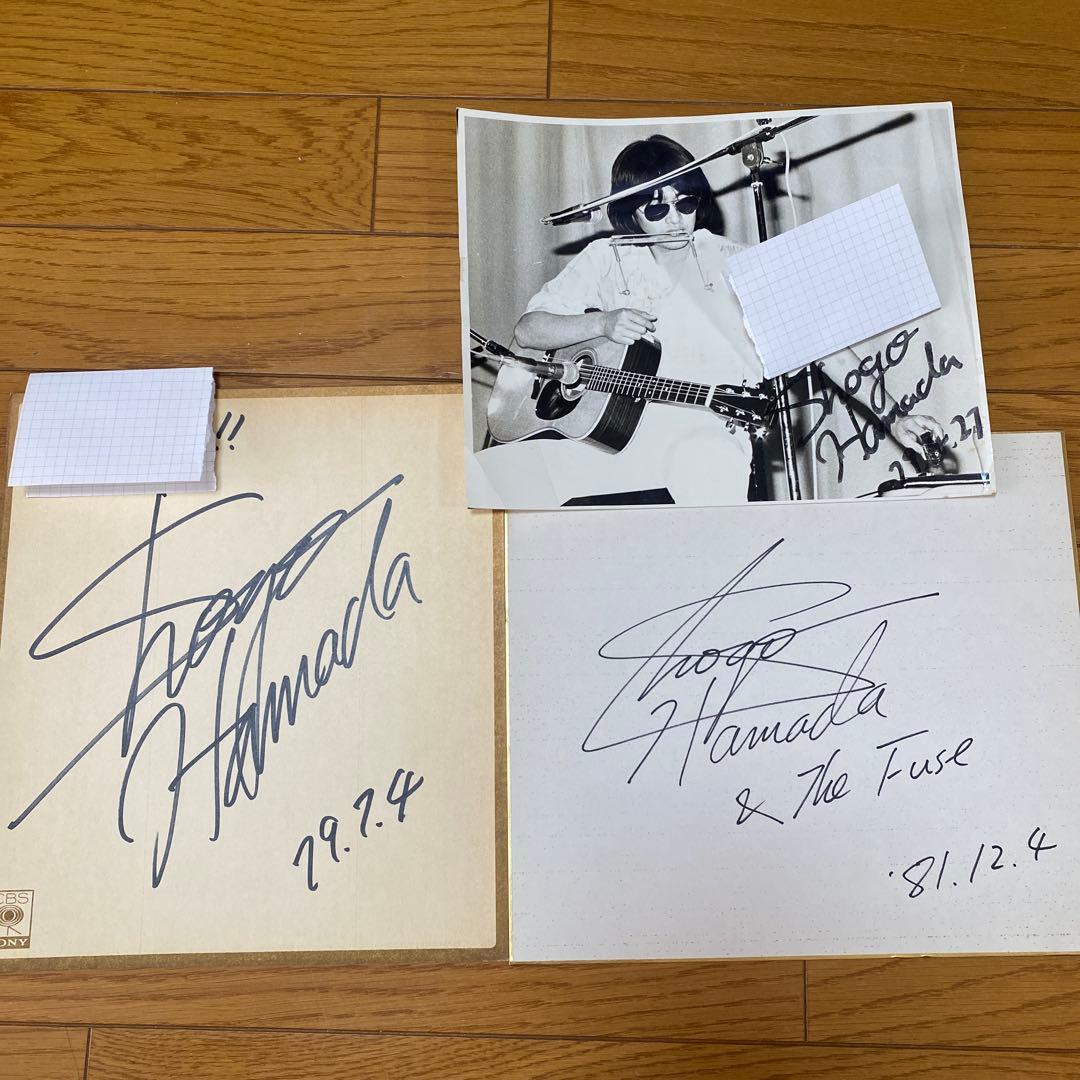 Shogo
Hamada
!!
Shogo
Hamada
79.7.4
CBS
SONY
Shogo
Hamada
& The Fuse
'81.12.4